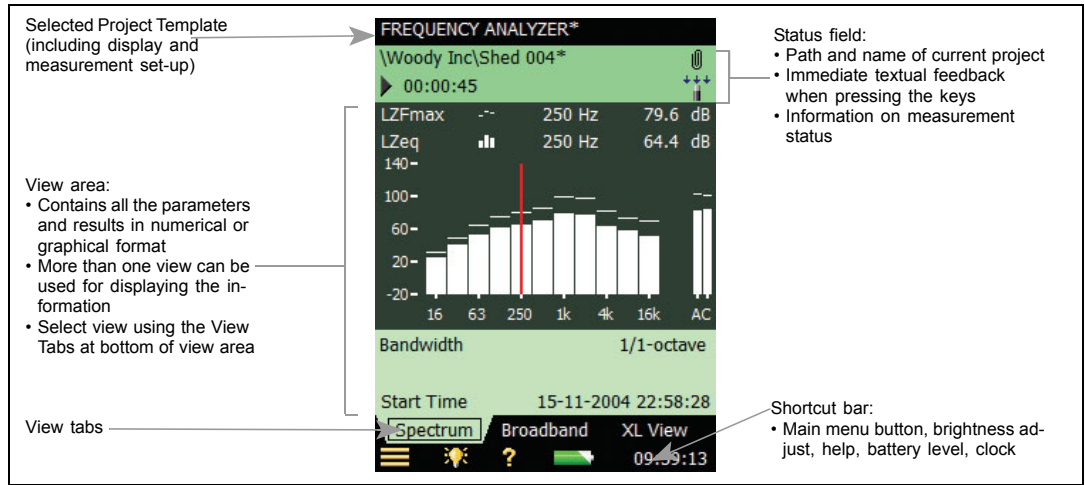 Selected Project Template
(including display and
measurement set-up)
View area:
• Contains all the parameters
and results in numerical or
graphical format
• More than one view can be
used for displaying the in-
formation
• Select view using the View
Tabs at bottom of view area
View tabs
FREQUENCY ANALYZER*
\Woody Inc\Shed 004*
00:00:45
LZFmax 250 Hz 79.6 dB
LZeq 250 Hz 64.4 dB
140
100
60
20
-20
16 63 250 1k 4k 16k AC
Bandwidth 1/1-octave
Start Time 15-11-2004 22:58:28
Spectrum Broadband XL View
? 09:39:13
Status field:
• Path and name of current project
• Immediate textual feedback
when pressing the keys
• Information on measurement
status
Shortcut bar:
• Main menu button, brightness ad-
just, help, battery level, clock